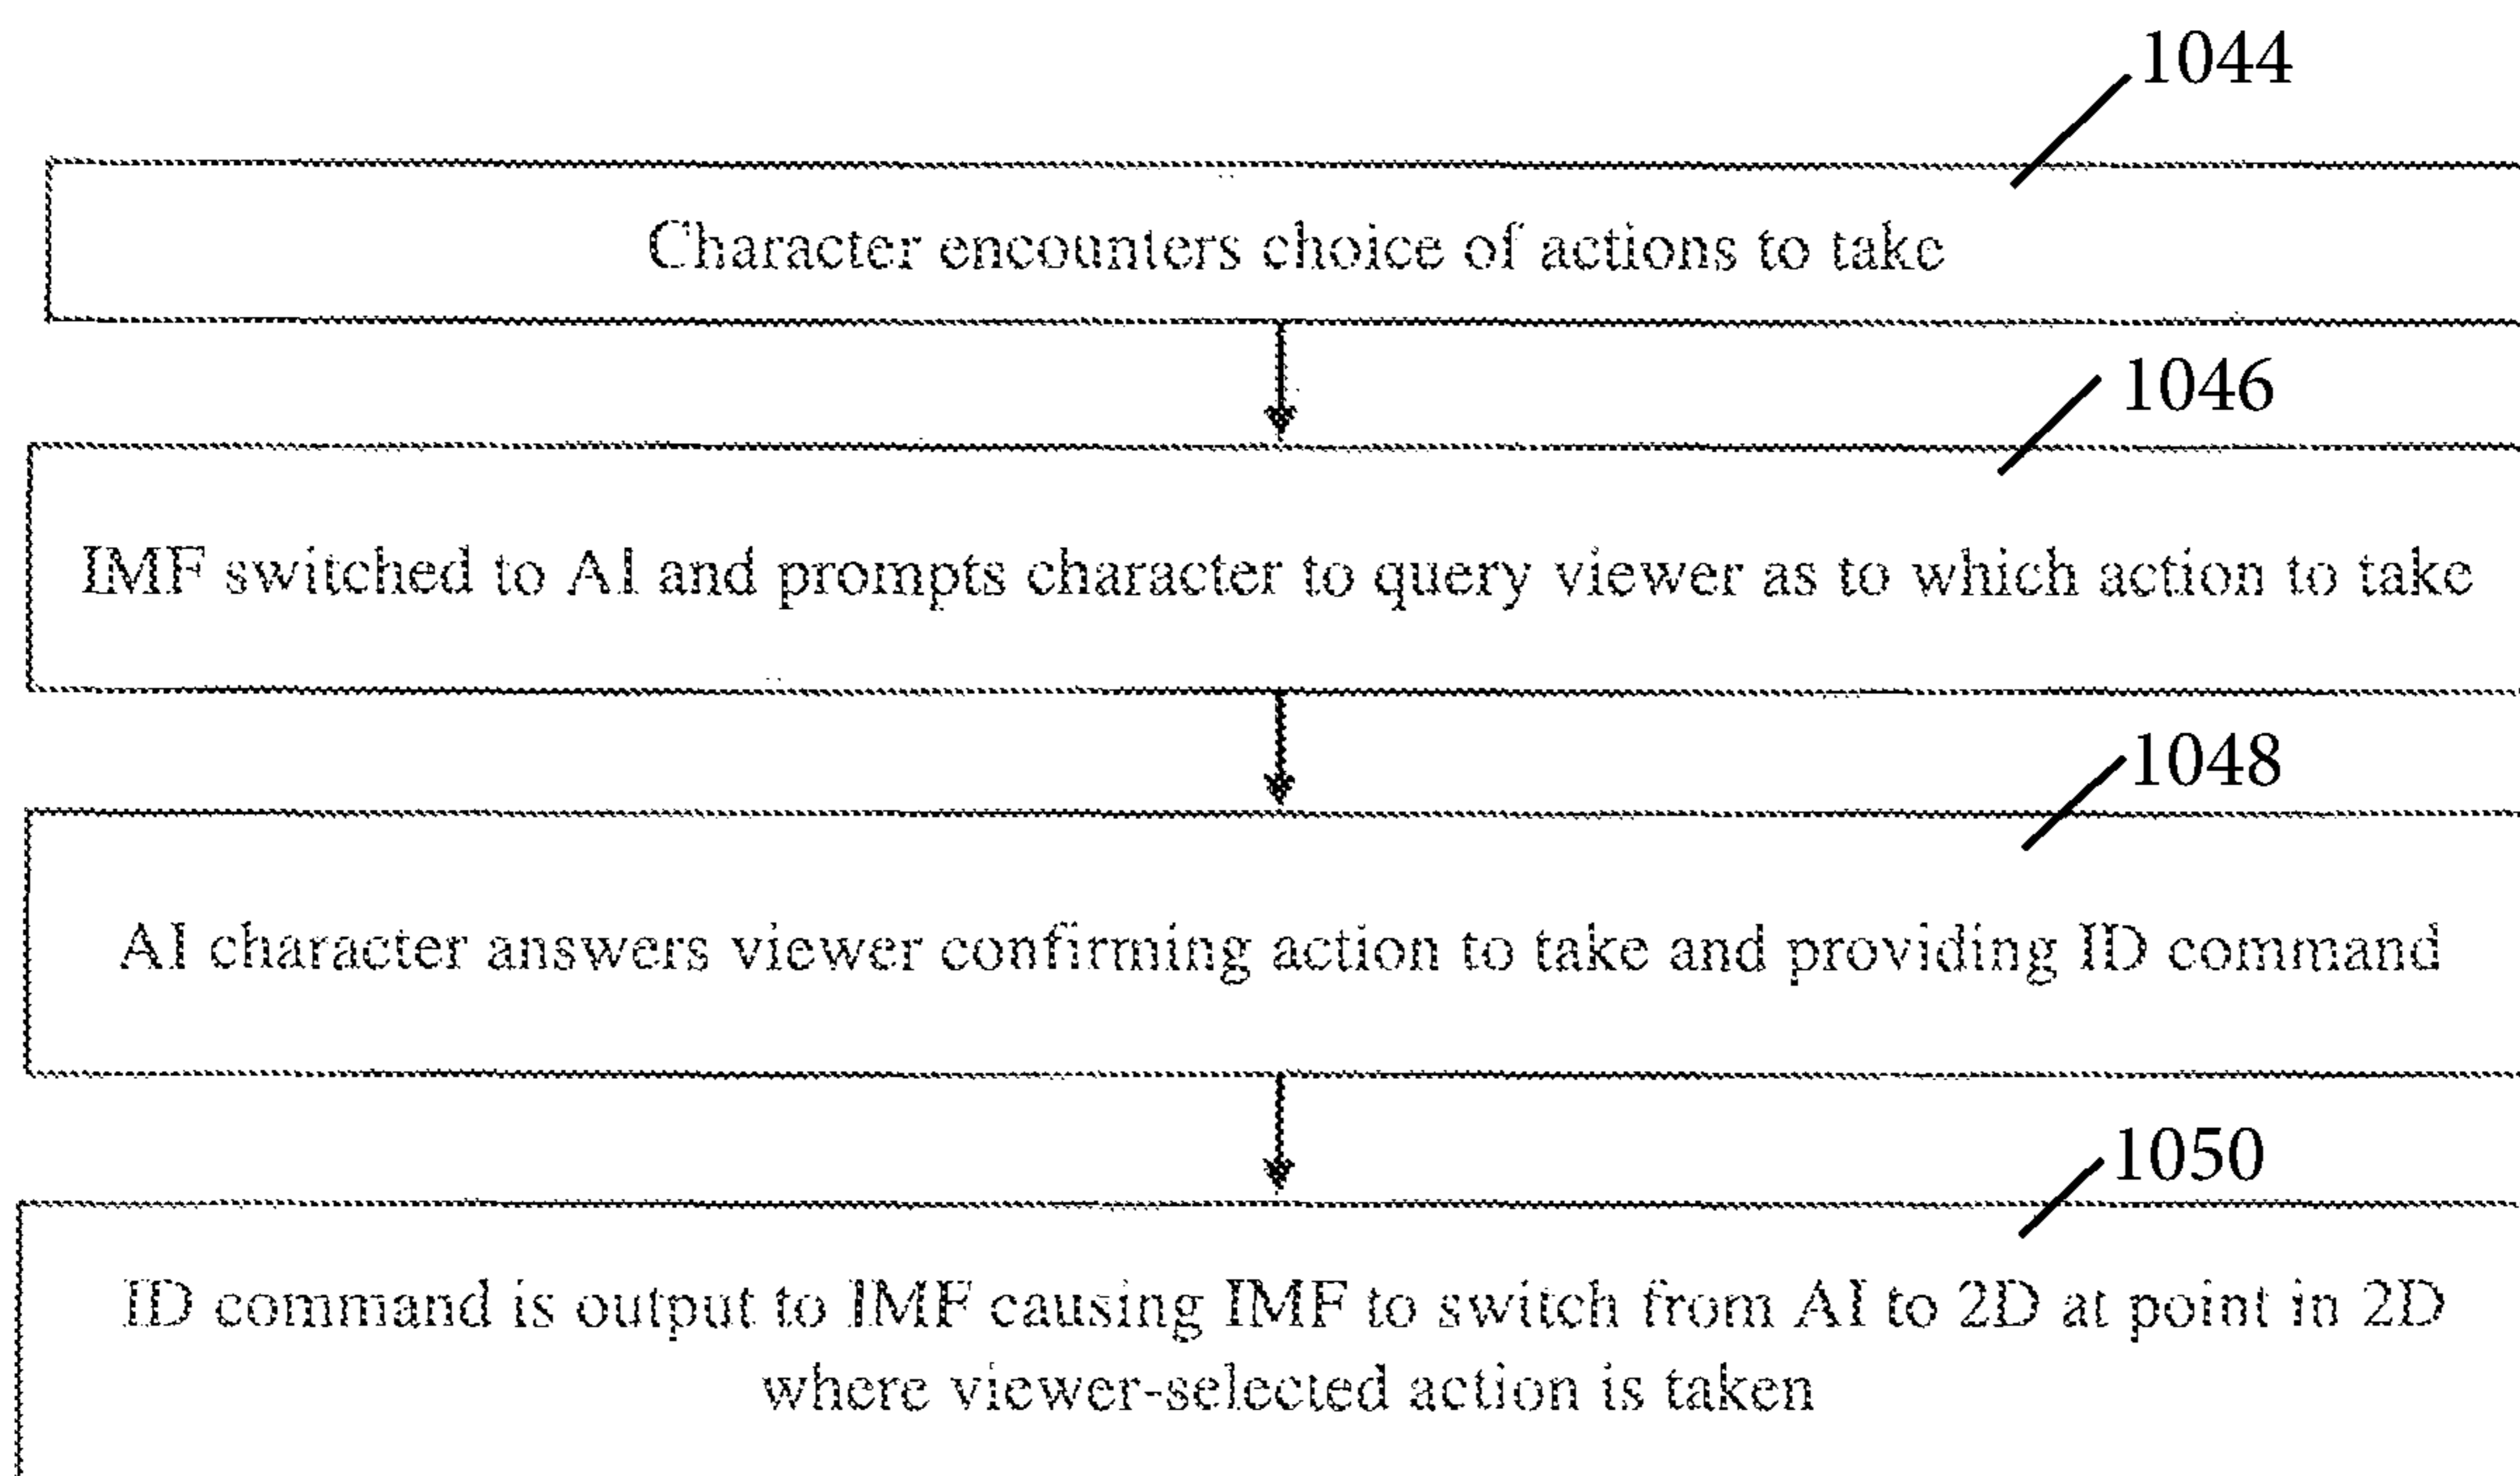 1044
Character encounters choice of actions to take
1046
IMF switched to AI and prompts character to query viewer as to which action to take
1048
AI character answers viewer confirming action to take and providing ID command
1050
ID command is output to IMF causing IMF to switch from AI to 2D at point in 2D
where viewer-selected action is taken